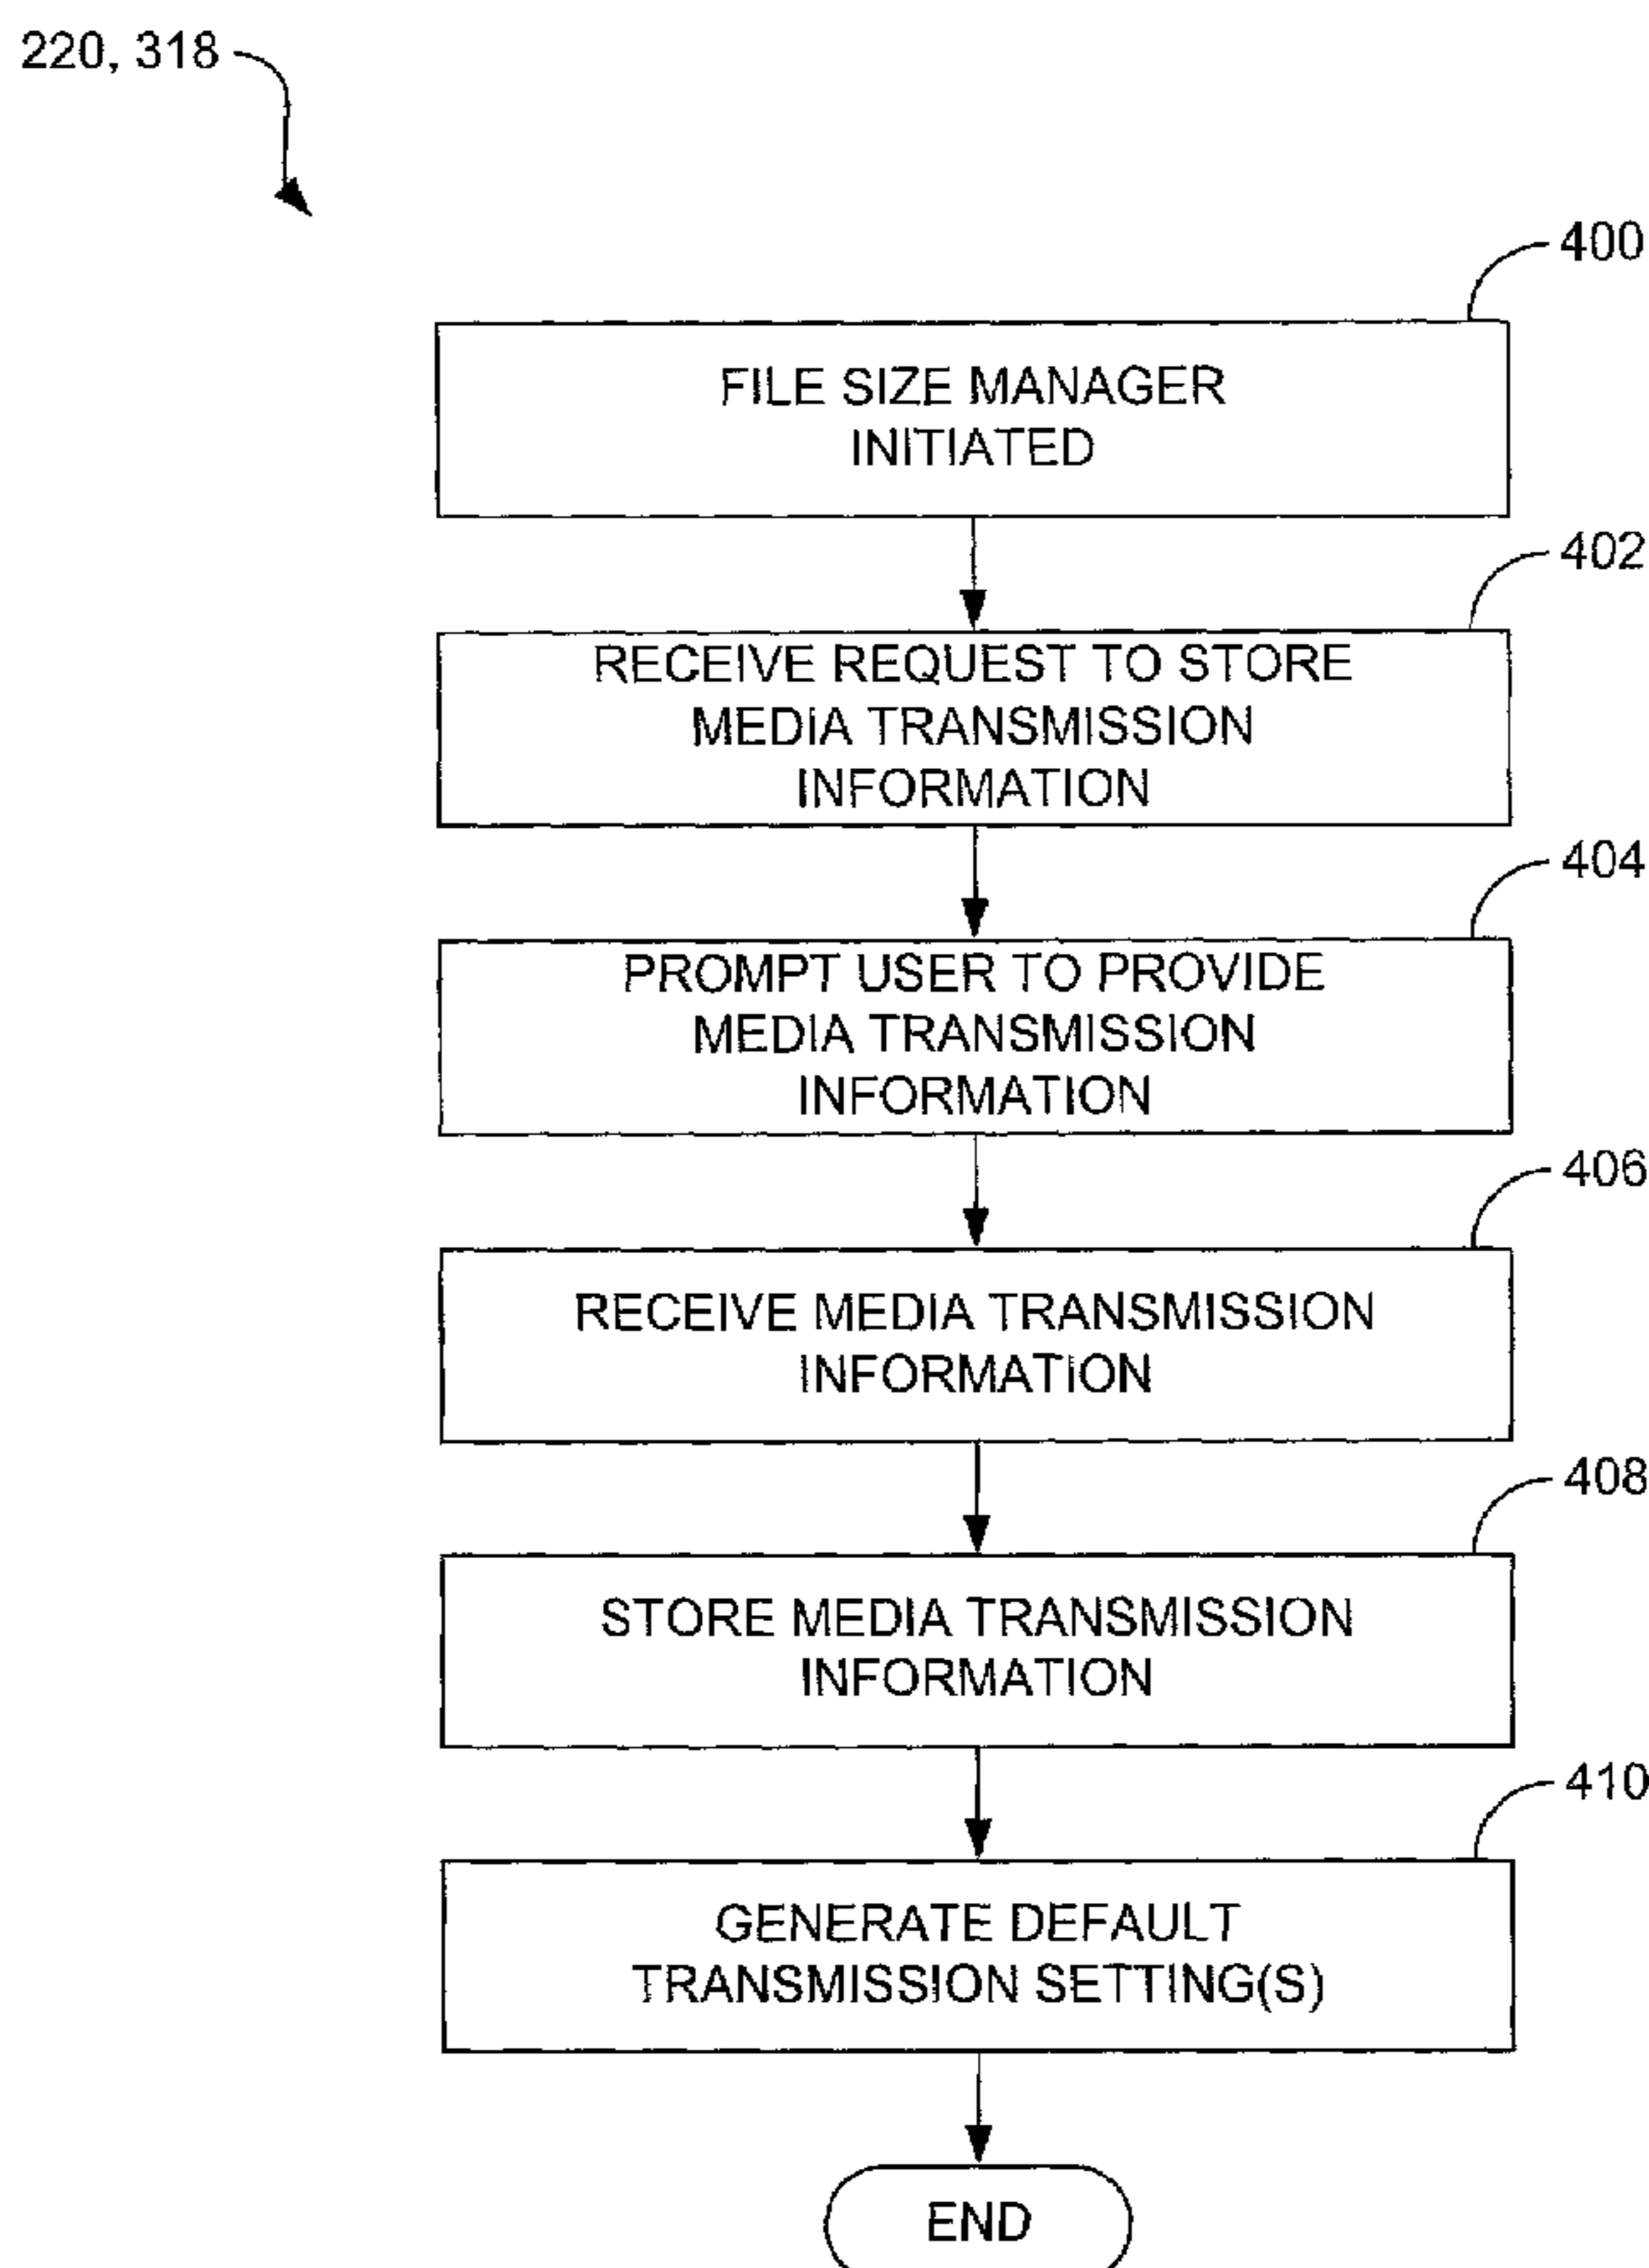 220, 318
400
FILE SIZE MANAGER
INITIATED
402
RECEIVE REQUEST TO STORE
MEDIA TRANSMISSION
INFORMATION
404
PROMPT USER TO PROVIDE
MEDIA TRANSMISSION
INFORMATION
406
RECEIVE MEDIA TRANSMISSION
INFORMATION
408
STORE MEDIA TRANSMISSION
INFORMATION
410
GENERATE DEFAULT
TRANSMISSION SETTING(S)
END